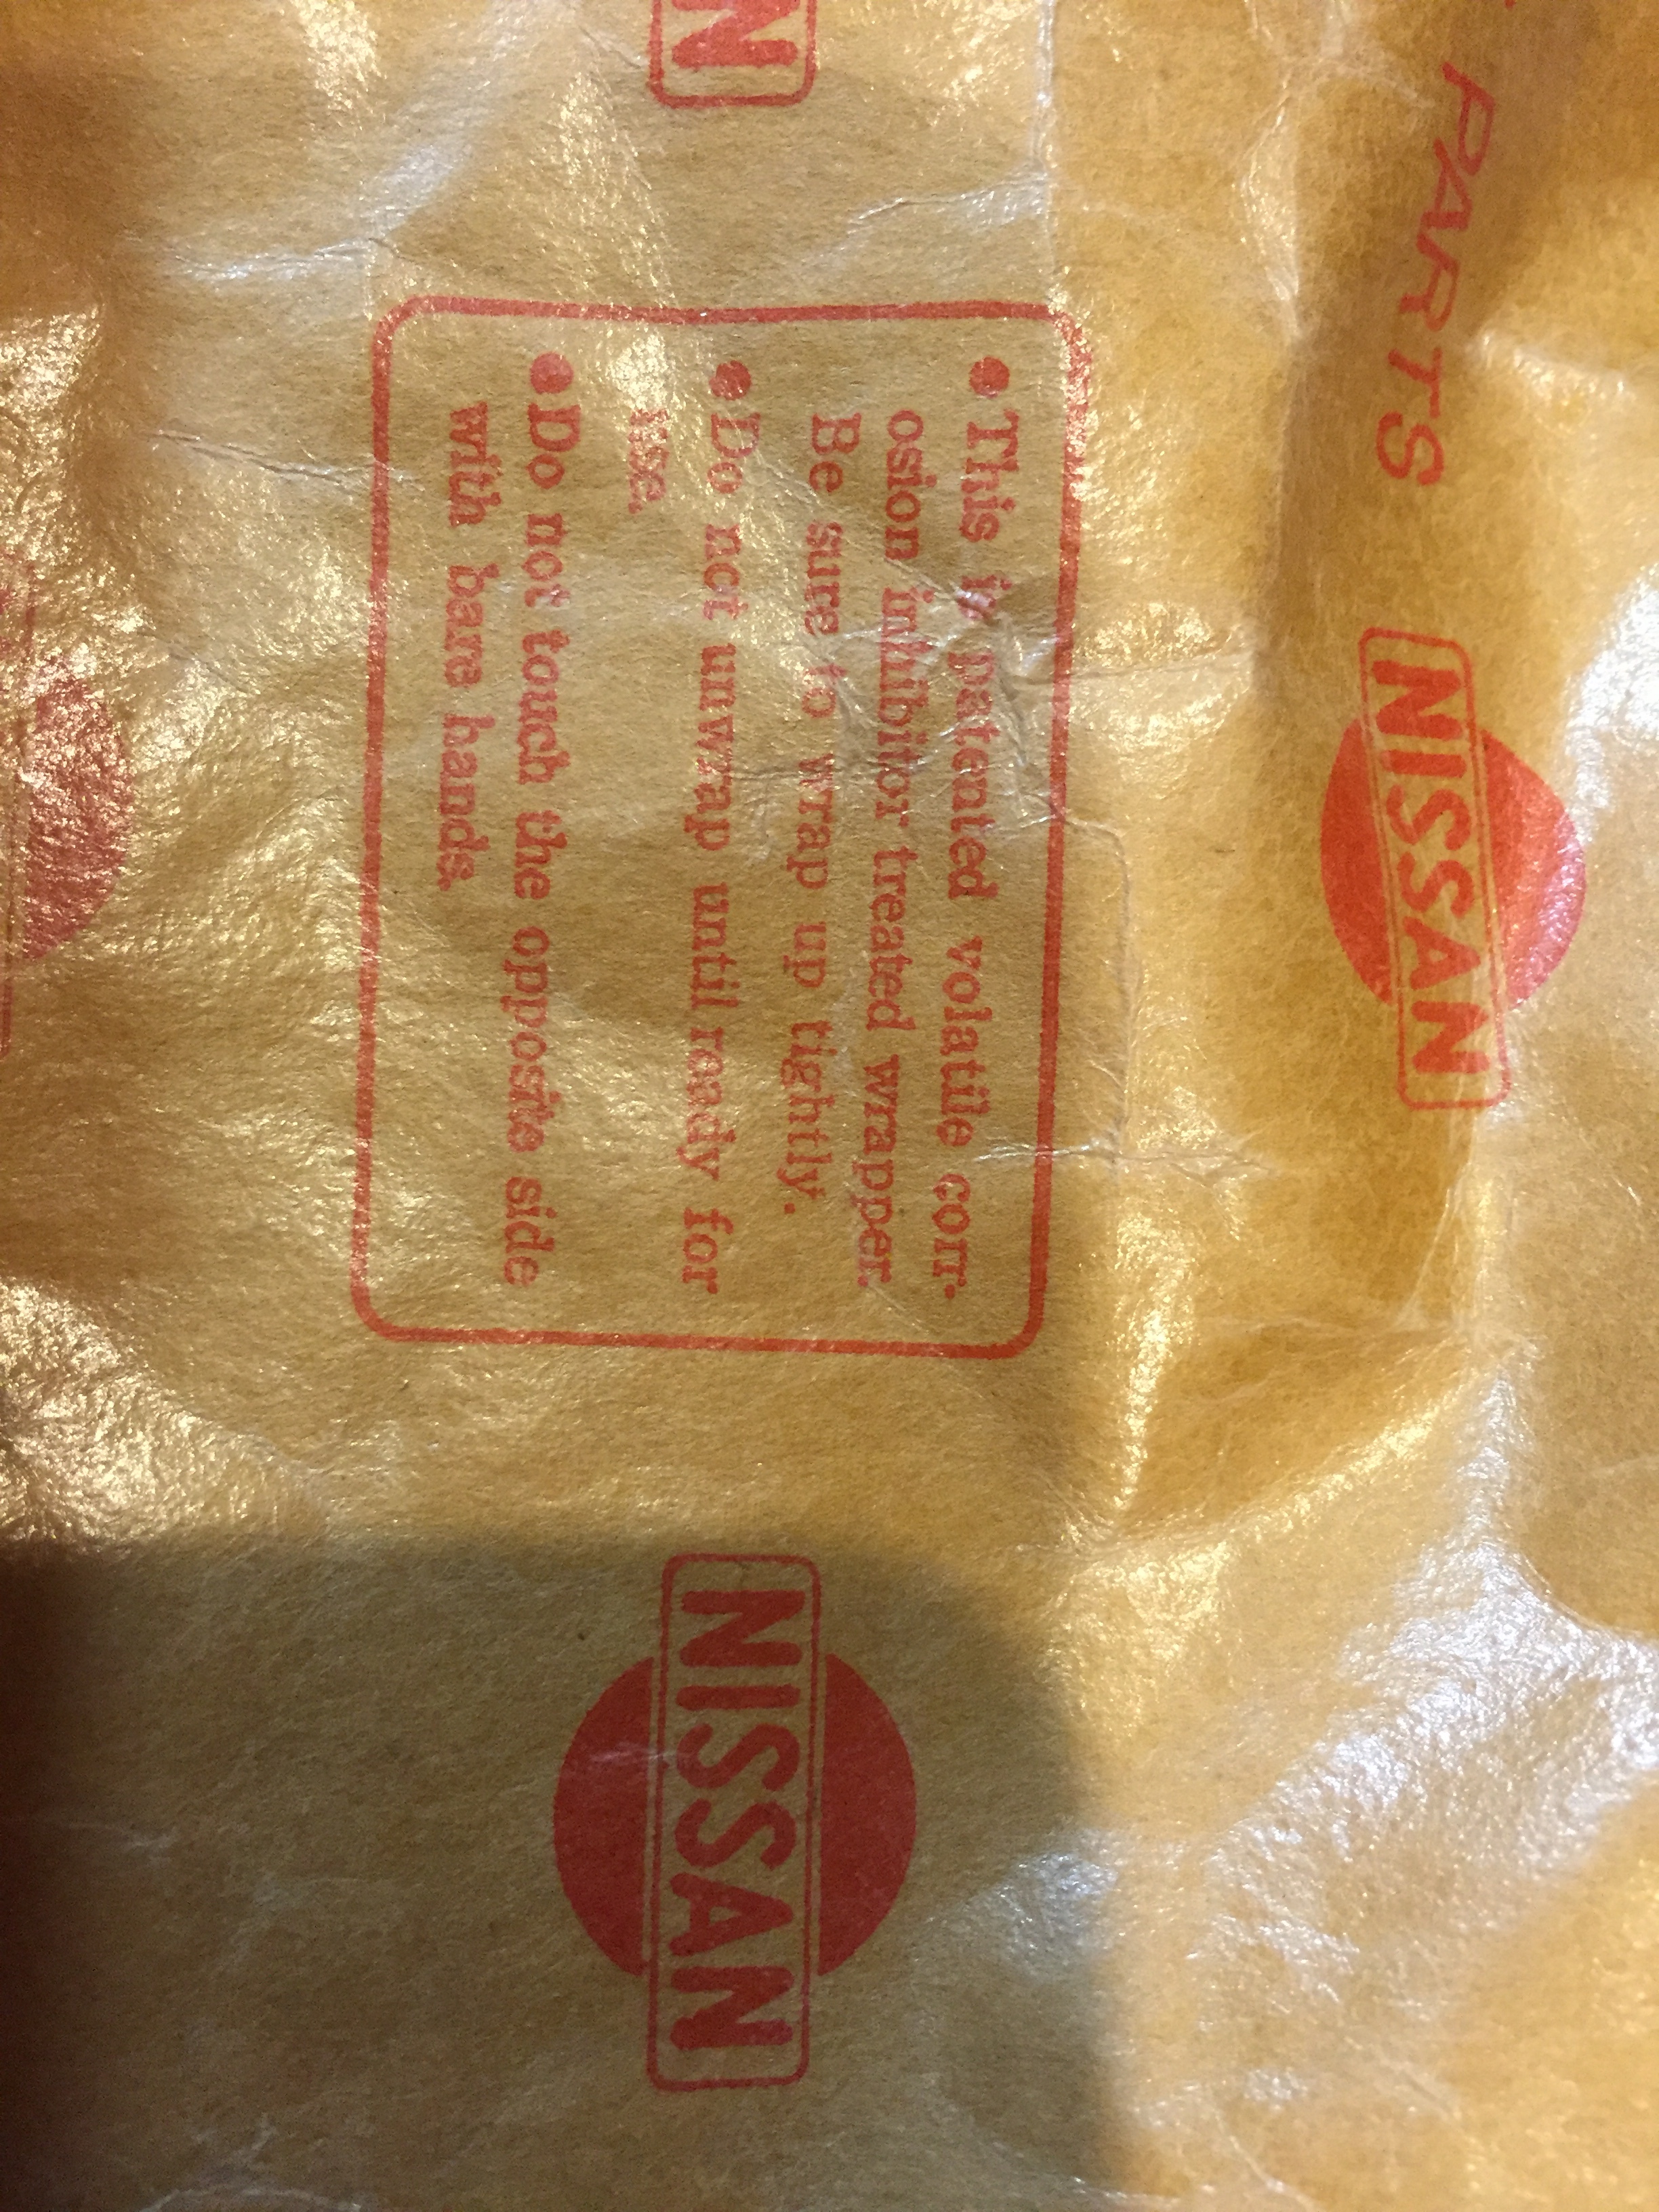 PARTS
NISSAN
N
• This is patented volatile corr-
osion inhibitor treated wrapper.
Be sure to wrap up tightly.
• Do not unwrap until ready for
use.
• Do not touch the opposite side
with bare hands.
NISSAN